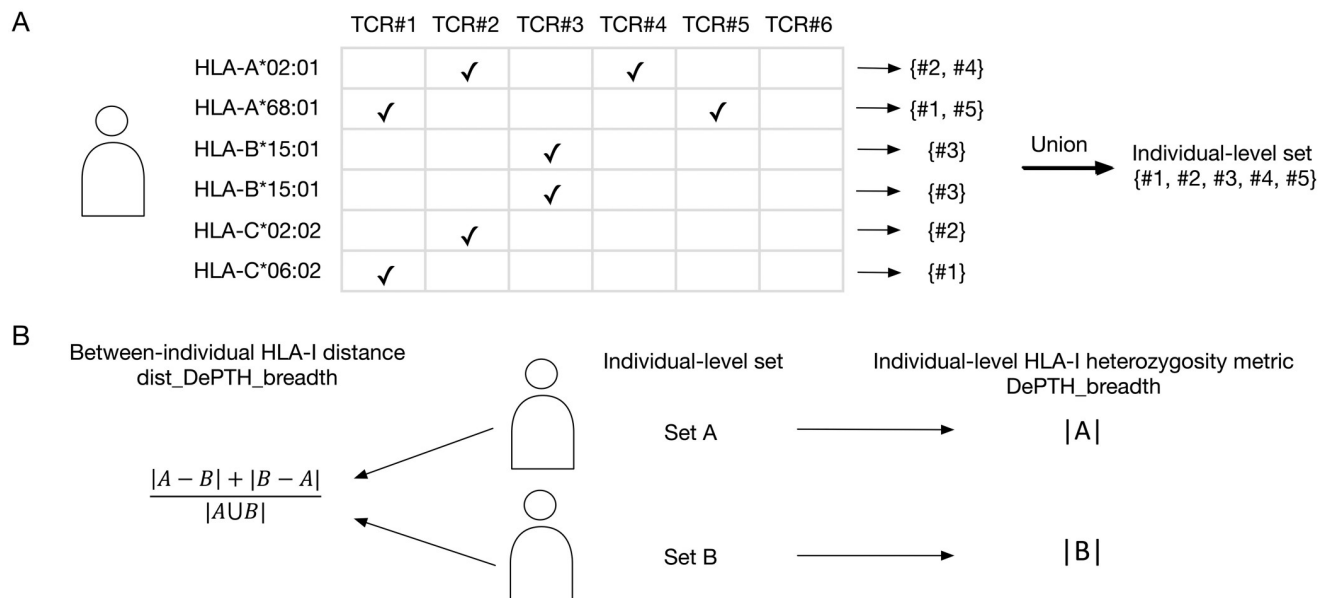 A
TCR#1 TCR#2 TCR#3 TCR#4 TCR#5 TCR#6
HLA-A*02:01 ✓ ✓ {#2, #4}
HLA-A*68:01 ✓ ✓ {#1, #5}
HLA-B*15:01 ✓ {#3}
HLA-B*15:01 ✓ {#3}
HLA-C*02:02 ✓ {#2}
HLA-C*06:02 ✓ {#1}
Union
Individual-level set
{#1, #2, #3, #4, #5}
B
Between-individual HLA-I distance
dist_DePTH_breadth
|A − B| + |B − A|
|A⋃B|
Individual-level set
Set A
Set B
Individual-level HLA-I heterozygosity metric
DePTH_breadth
|A|
|B|